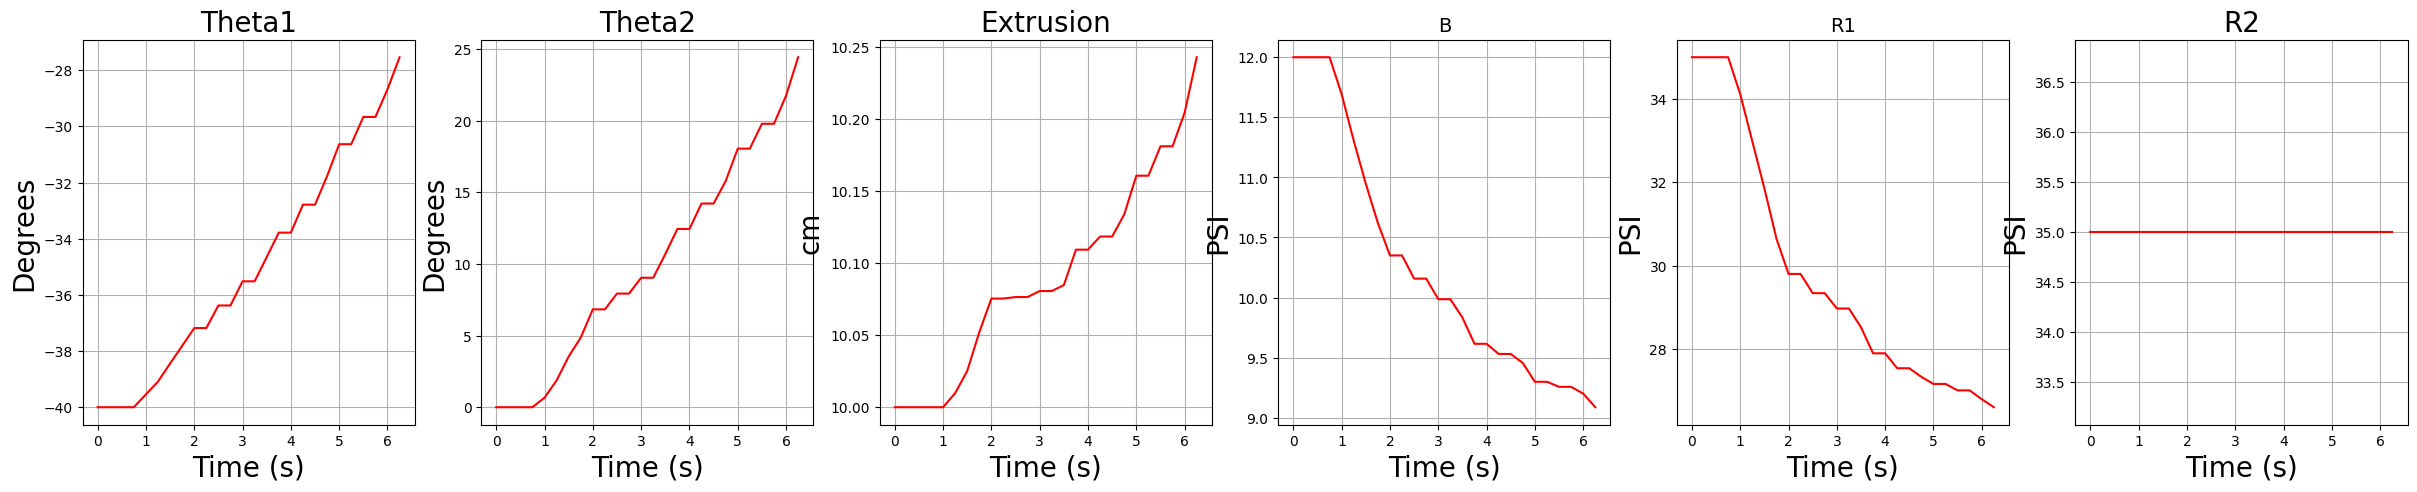 Theta1
Degrees
−28
−30
−32
−34
−36
−38
−40
0 1 2 3 4 5 6
Time (s)
Theta2
Degrees
25
20
15
10
5
0
0 1 2 3 4 5 6
Time (s)
Extrusion
cm
10.25
10.20
10.15
10.10
10.05
10.00
0 1 2 3 4 5 6
Time (s)
B
PSI
12.0
11.5
11.0
10.5
10.0
9.5
9.0
0 1 2 3 4 5 6
Time (s)
R1
PSI
34
32
30
28
0 1 2 3 4 5 6
Time (s)
R2
PSI
36.5
36.0
35.5
35.0
34.5
34.0
33.5
0 1 2 3 4 5 6
Time (s)